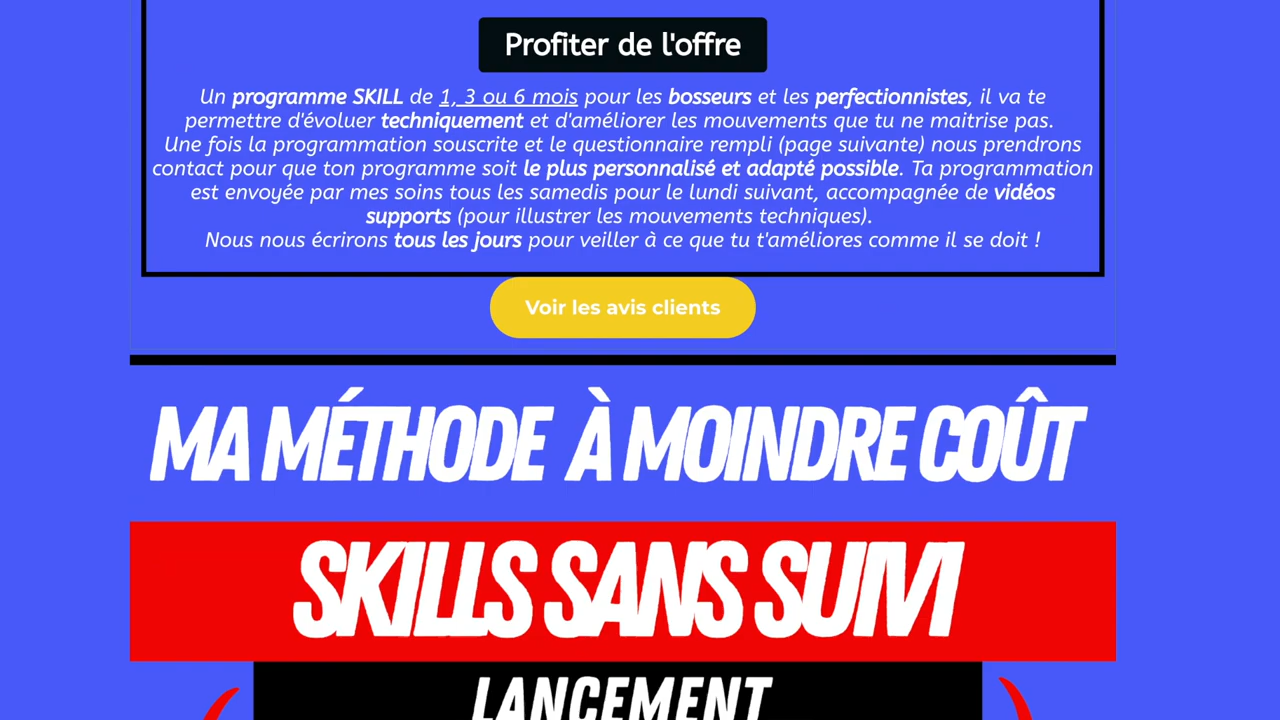 Profiter de l'offre
Un programme SKILL de 1, 3 ou 6 mois pour les bosseurs et les perfectionnistes, il va te
permettre d'évoluer techniquement et d'améliorer les mouvements que tu ne maitrise pas.
Une fois la programmation souscrite et le questionnaire rempli (page suivante) nous prendrons
contact pour que ton programme soit le plus personnalisé et adapté possible. Ta programmation
est envoyée par mes soins tous les samedis pour le lundi suivant, accompagnée de vidéos
supports (pour illustrer les mouvements techniques).
Nous nous écrirons tous les jours pour veiller à ce que tu t'améliores comme il se doit !
Voir les avis clients
MA MÉTHODE À MOINDRE COÛT
SKILLS SANS SUIVI
LANCEMENT